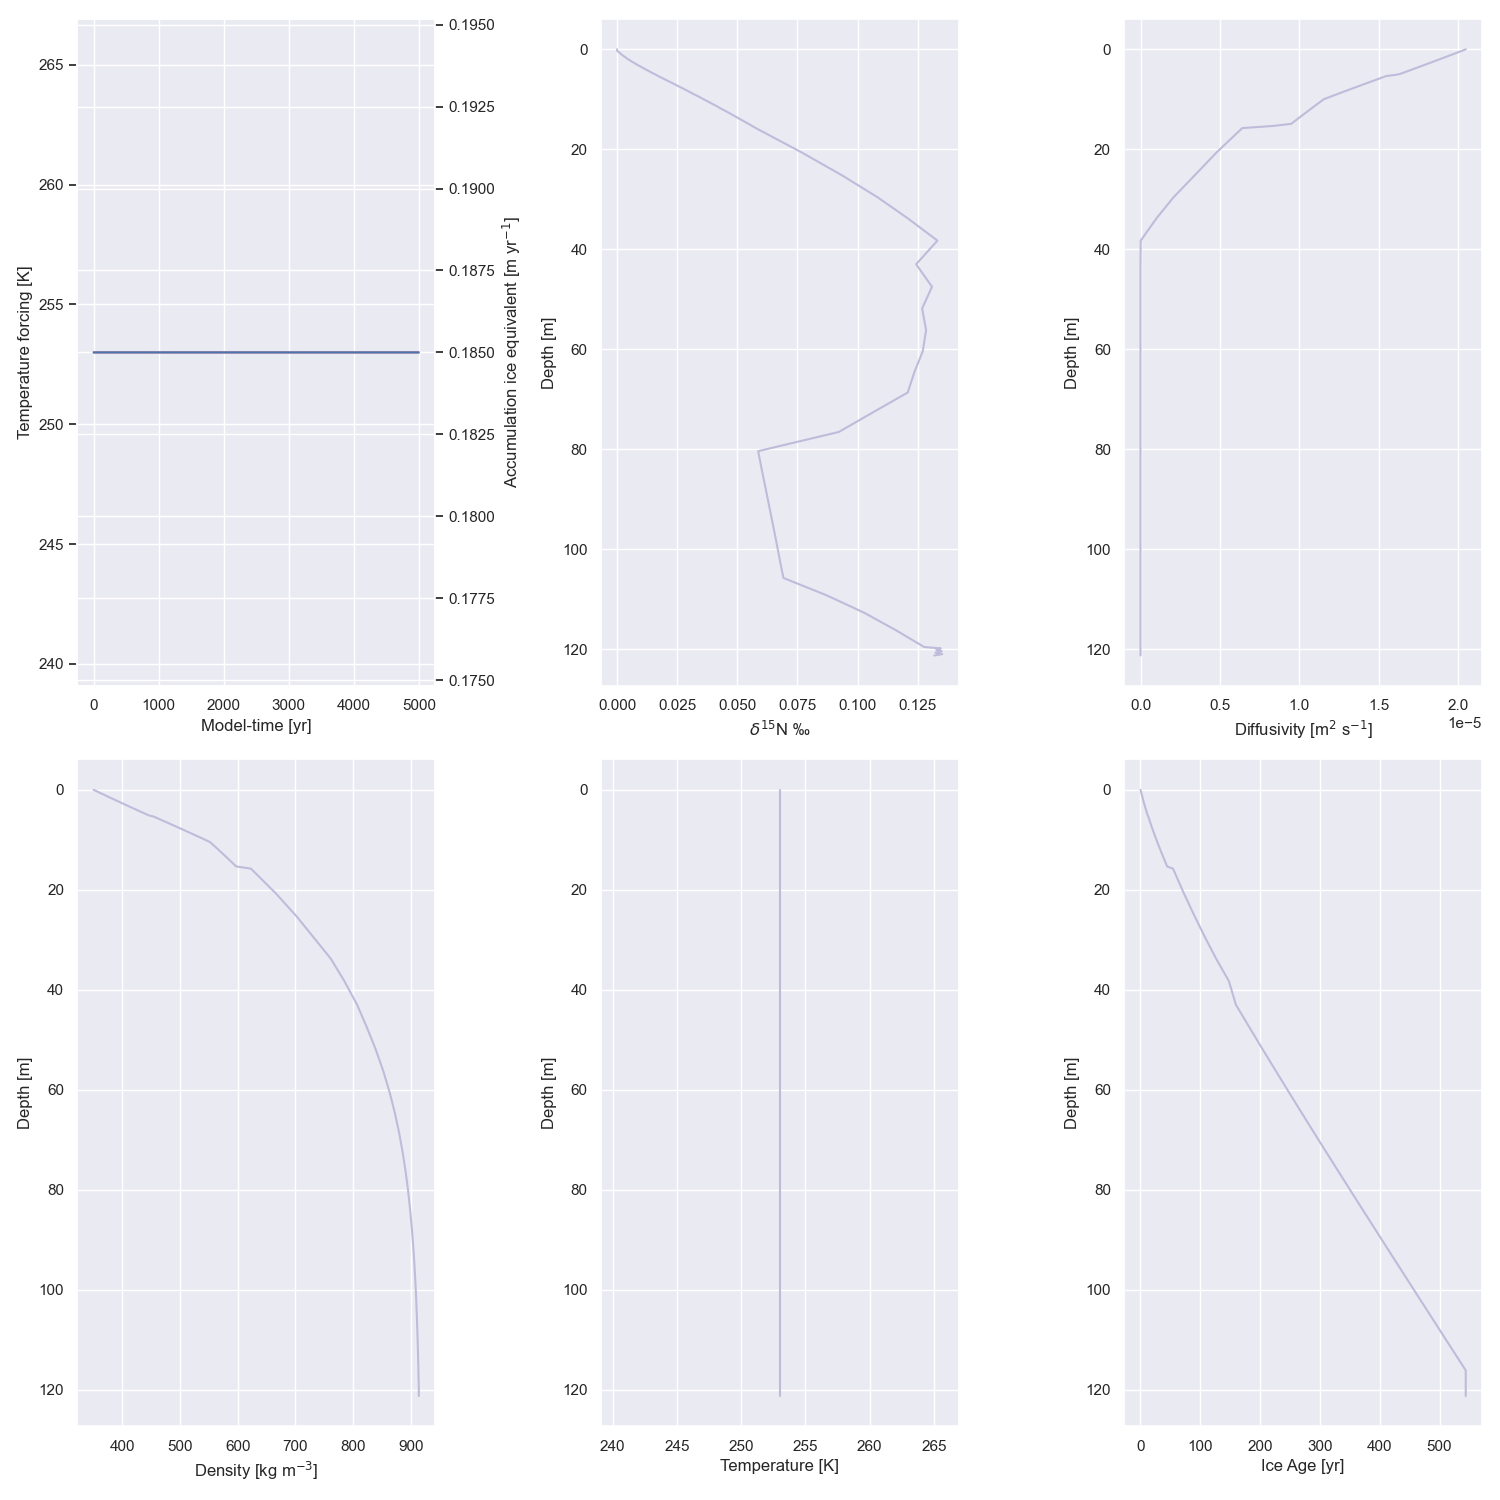 265
260
255
250
245
240
Temperature forcing [K]
0.1950
0.1925
0.1900
0.1875
0.1850
0.1825
0.1800
0.1775
0.1750
Accumulation ice equivalent [m yr⁻¹]
0 1000 2000 3000 4000 5000
Model-time [yr]
0
20
40
60
80
100
120
Depth [m]
0.000 0.025 0.050 0.075 0.100 0.125
δ¹⁵N ‰
0
20
40
60
80
100
120
Depth [m]
0.0 0.5 1.0 1.5 2.0
1e−5
Diffusivity [m² s⁻¹]
0
20
40
60
80
100
120
Depth [m]
400 500 600 700 800 900
Density [kg m⁻³]
0
20
40
60
80
100
120
Depth [m]
240 245 250 255 260 265
Temperature [K]
0
20
40
60
80
100
120
Depth [m]
0 100 200 300 400 500
Ice Age [yr]